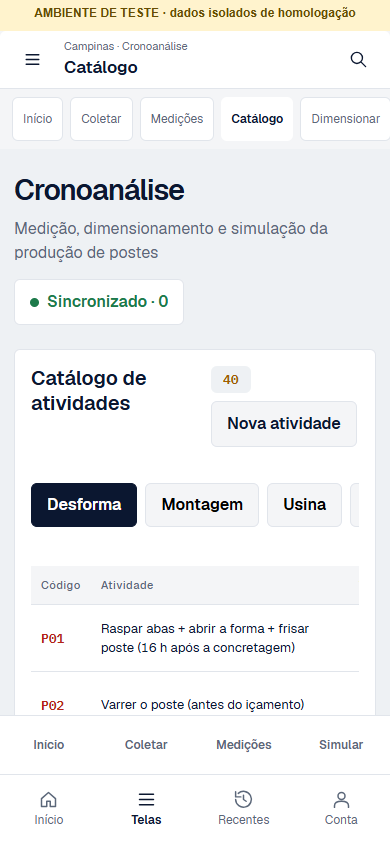 AMBIENTE DE TESTE · dados isolados de homologação
Campinas · Cronoanálise
Catálogo
Início
Coletar
Medições
Catálogo
Dimensionar
Cronoanálise
Medição, dimensionamento e simulação da
produção de postes
Sincronizado · 0
Catálogo de
atividades
40
Nova atividade
Desforma
Montagem
Usina
Código
Atividade
P01
Raspar abas + abrir a forma + frisar
poste (16 h após a concretagem)
P02
Varrer o poste (antes do içamento)
Início
Coletar
Medições
Simular
Início
Telas
Recentes
Conta